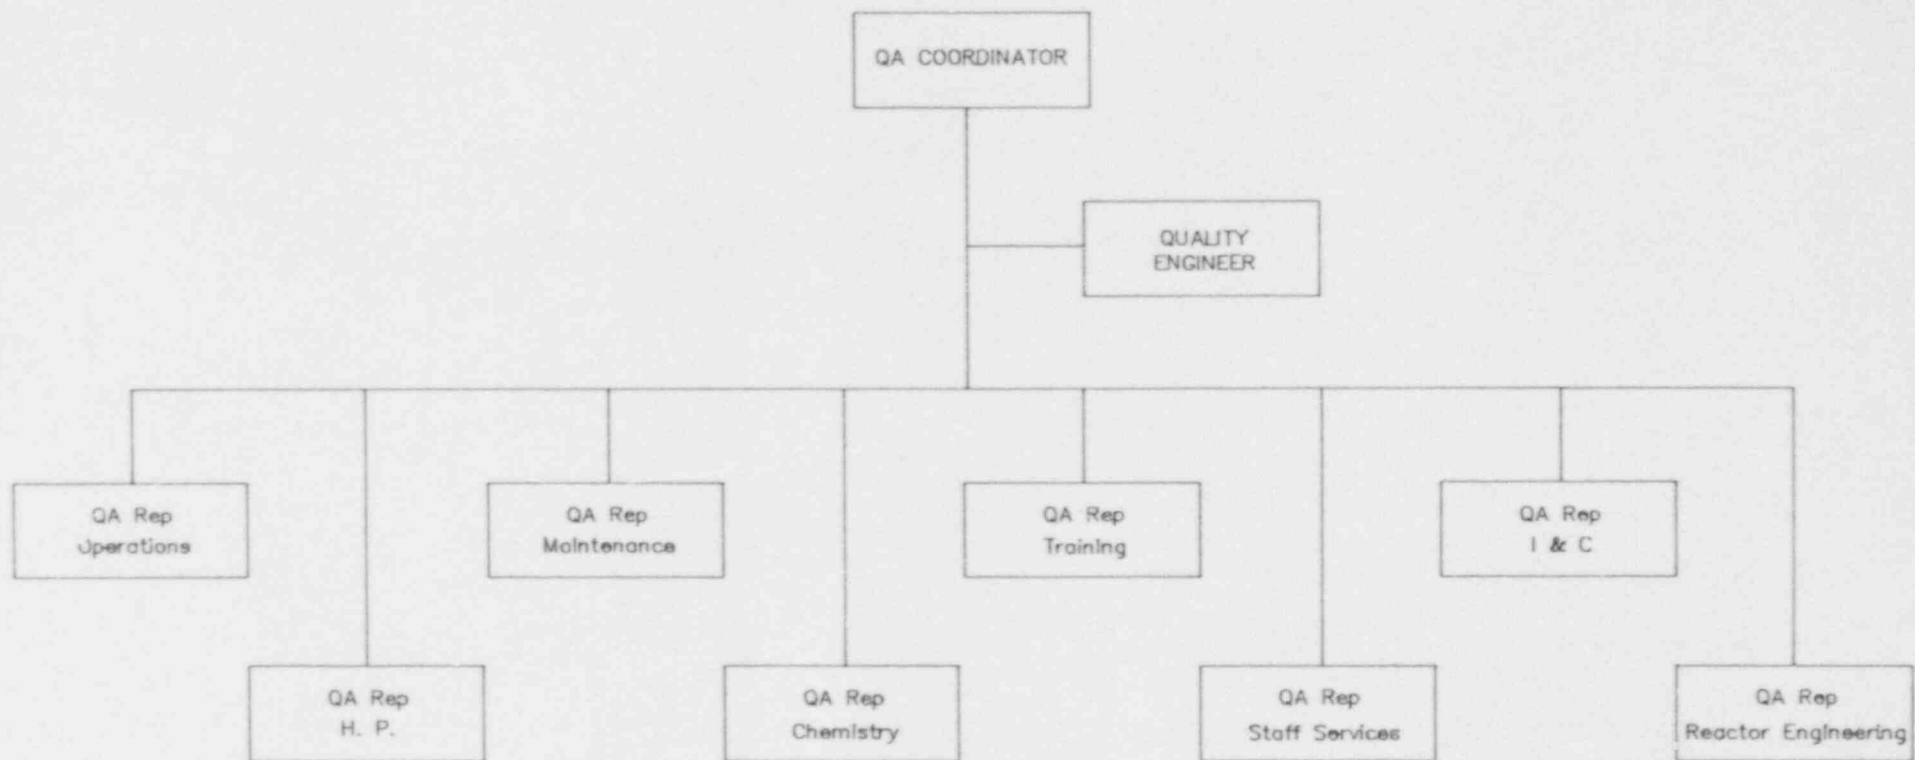 QA COORDINATOR
QUALITY
ENGINEER
QA Rep
Operations
QA Rep
Maintenance
QA Rep
Training
QA Rep
I & C
QA Rep
H. P.
QA Rep
Chemistry
QA Rep
Staff Services
QA Rep
Reactor Engineering